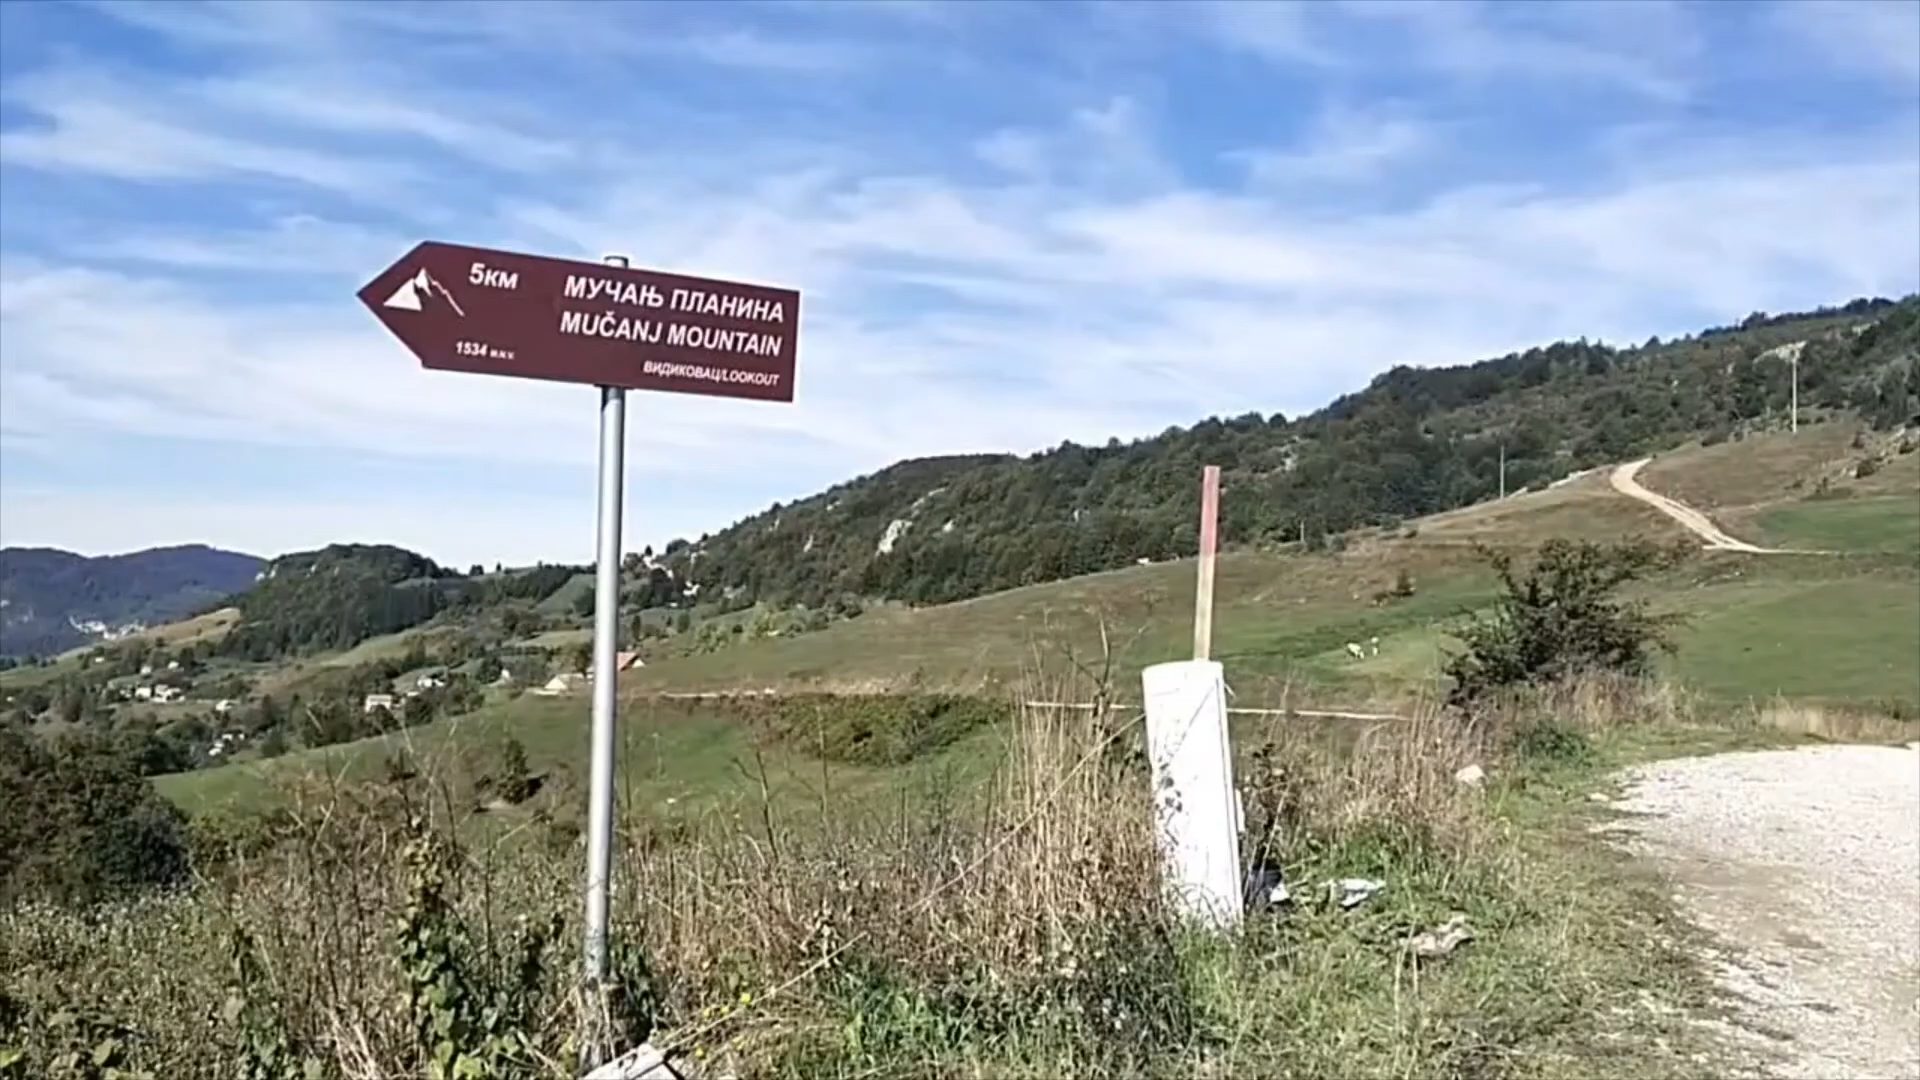 5км
МУЧАЊ ПЛАНИНА
MUČANJ MOUNTAIN
1534 м.н.v.
ВИДИКОВАЦ/LOOKOUT